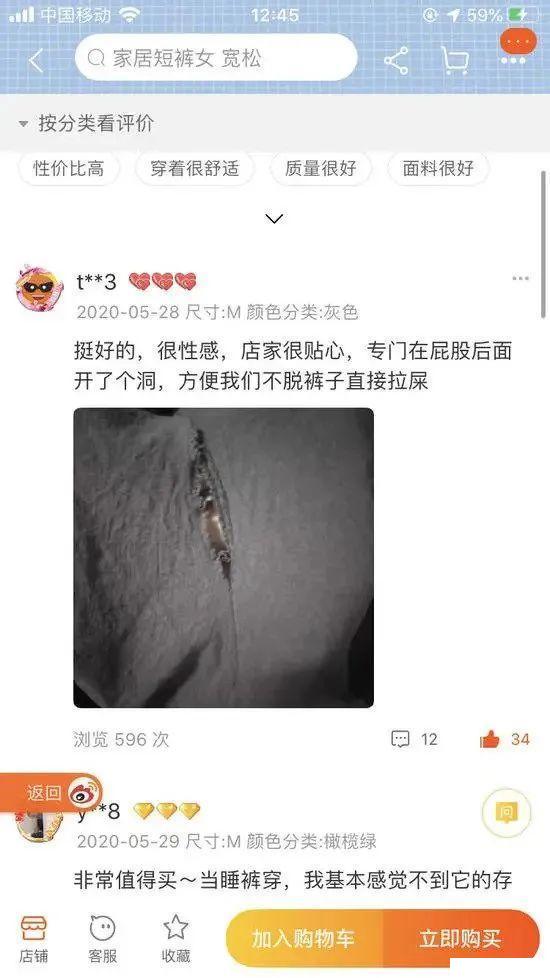 中国移动 12:45 59%
家居短裤女 宽松
按分类看评价
性价比高 穿着很舒适 质量很好 面料很好
t**3
2020-05-28 尺寸:M 颜色分类:灰色
挺好的，很性感，店家很贴心，专门在屁股后面
开了个洞，方便我们不脱裤子直接拉屎
浏览 596 次 12 34
返回
y**8
问
2020-05-29 尺寸:M 颜色分类:橄榄绿
非常值得买～当睡裤穿，我基本感觉不到它的存
店铺 客服 收藏 加入购物车 立即购买